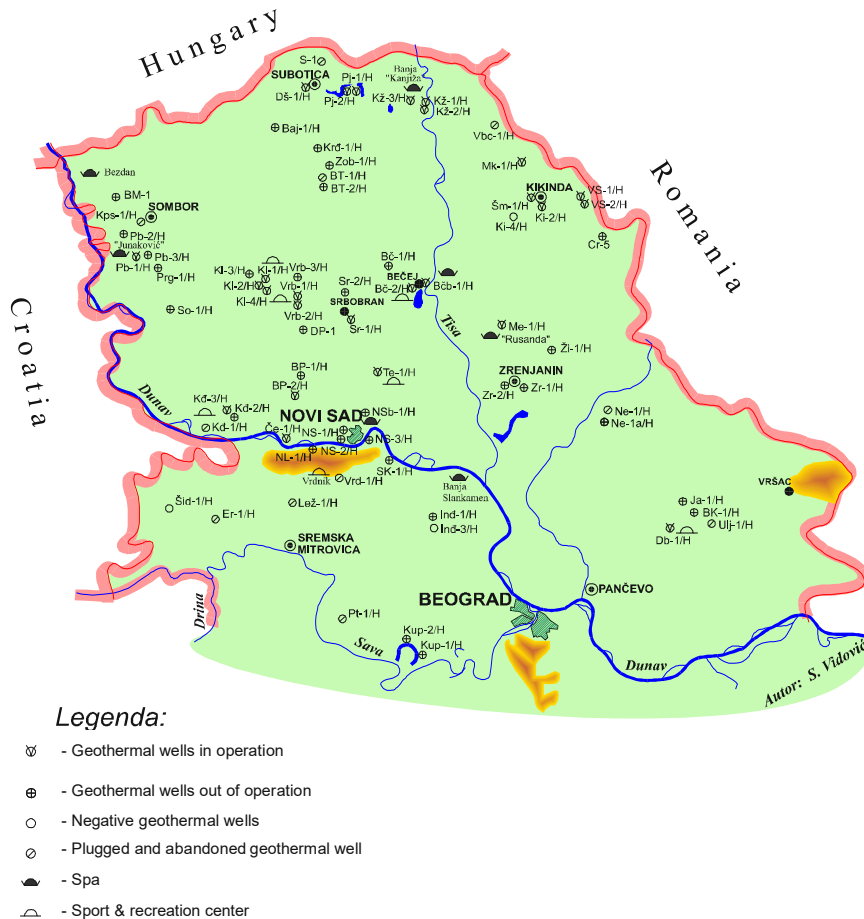 Hungary
S-1
SUBOTICA
Pj-1/H
Banja
"Kanjiža"
Dš-1/H
Pj-2/H
Kž-3/H
Kž-1/H
Kž-2/H
Baj-1/H
Vbc-1/H
Krđ-1/H
Zob-1/H
Mk-1/H
BT-1/H
BT-2/H
Romania
Bezdan
BM-1
KIKINDA
VS-1/H
VS-2/H
Kps-1/H
SOMBOR
Šm-1/H
Ki-2/H
Ki-4/H
Pb-2/H
"Junaković"
Pb-3/H
Pb-1/H
Prg-1/H
Cr-5
Kl-3/H
Kl-1/H
Vrb-3/H
Bč-1/H
Kl-2/H
Vrb-1/H
Sr-2/H
BEČEJ
Bč-2/H
Bčb-1/H
Kl-4/H
SRBOBRAN
So-1/H
Vrb-2/H
DP-1
Sr-1/H
Tisa
Me-1/H
"Rusanda"
Croatia
Ži-1/H
BP-1/H
Te-1/H
ZRENJANIN
BP-2/H
Zr-2/H
Zr-1/H
Dunav
Kđ-3/H
Kđ-2/H
Kd-1/H
NOVI SAD
NSb-1/H
Ne-1/H
Ne-1a/H
Če-1/H
NS-1/H
NS-3/H
NL-1/H
NS-2/H
SK-1/H
Vrdnik
Vrd-1/H
Banja
Slankamen
VRŠAC
Šid-1/H
Er-1/H
Lež-1/H
Inđ-1/H
Inđ-3/H
Ja-1/H
BK-1/H
Ulj-1/H
Db-1/H
SREMSKA
MITROVICA
Drina
BEOGRAD
PANČEVO
Pt-1/H
Kup-2/H
Sava
Kup-1/H
Dunav
Autor: S. Vidović
Legenda:
- Geothermal wells in operation
- Geothermal wells out of operation
- Negative geothermal wells
- Plugged and abandoned geothermal well
- Spa
- Sport & recreation center